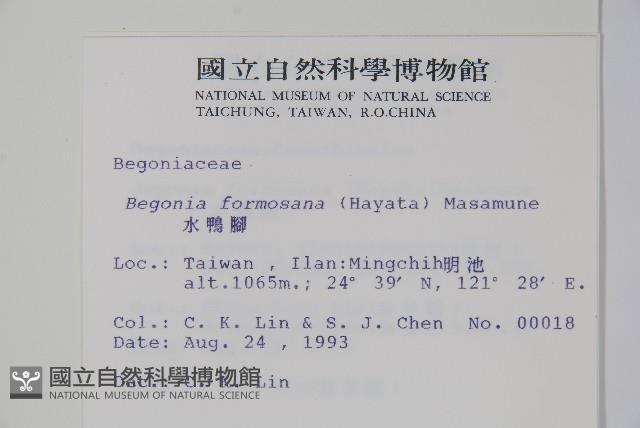 國立自然科學博物館
NATIONAL MUSEUM OF NATURAL SCIENCE
TAICHUNG, TAIWAN, R.O.CHINA
Begoniaceae
Begonia formosana (Hayata) Masamune
水鴨腳
Loc.: Taiwan , Ilan:Mingchih明池
alt.1065m.; 24° 39′ N, 121° 28′ E.
Col.: C. K. Lin & S. J. Chen No. 00018
Date: Aug. 24 , 1993
Lin
國立自然科學博物館
NATIONAL MUSEUM OF NATURAL SCIENCE